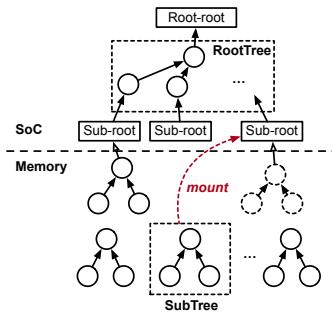 Root-root
RootTree
...
SoC
Sub-root
Sub-root
Sub-root
Memory
mount
...
SubTree